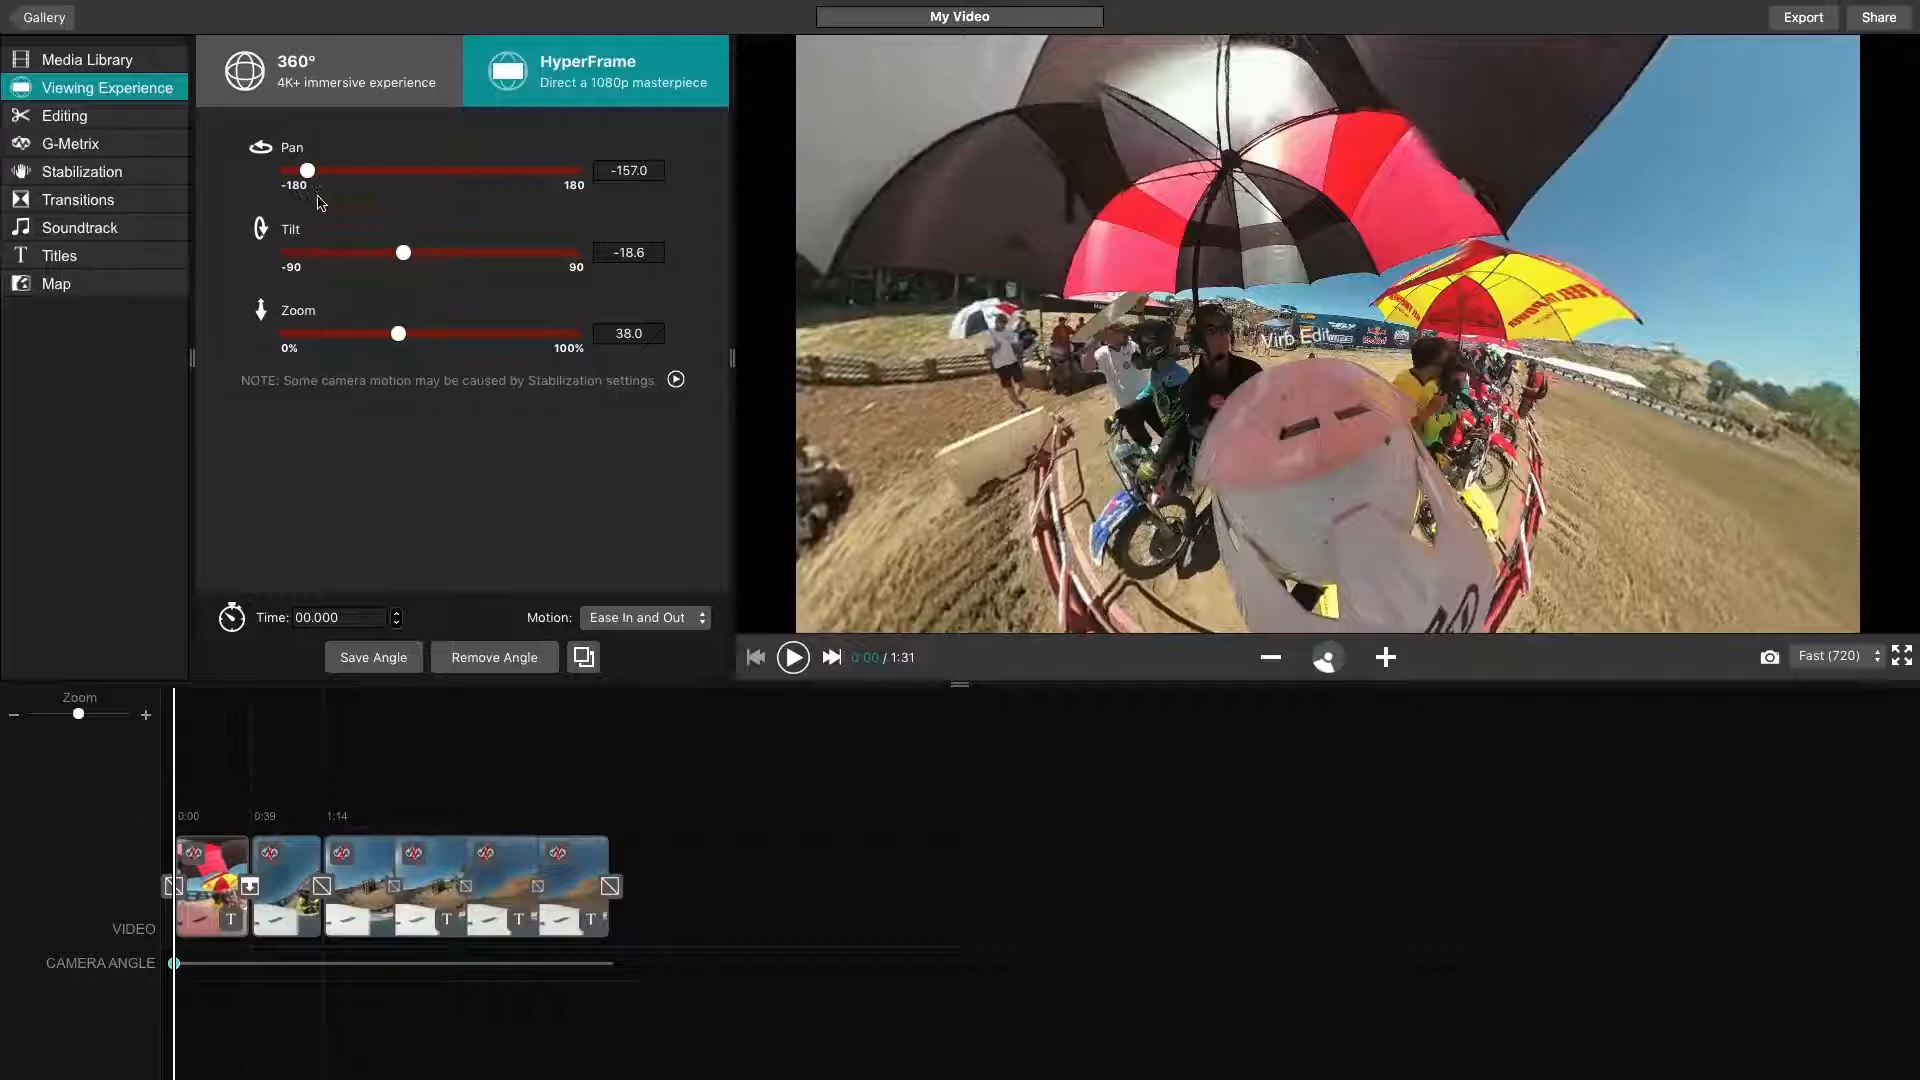 Gallery
My Video
Export
Share
Media Library
Viewing Experience
Editing
G-Metrix
Stabilization
Transitions
Soundtrack
Titles
Map
360°
4K+ immersive experience
HyperFrame
Direct a 1080p masterpiece
Pan
-157.0
-180
180
Tilt
-18.6
-90
90
Zoom
38.0
0%
100%
NOTE: Some camera motion may be caused by Stabilization settings.
Time: 00.000
Motion: Ease In and Out
Save Angle
Remove Angle
Virb Edit
0:00 / 1:31
Fast (720)
Zoom
0:00
0:39
1:14
T
T
T
T
VIDEO
CAMERA ANGLE